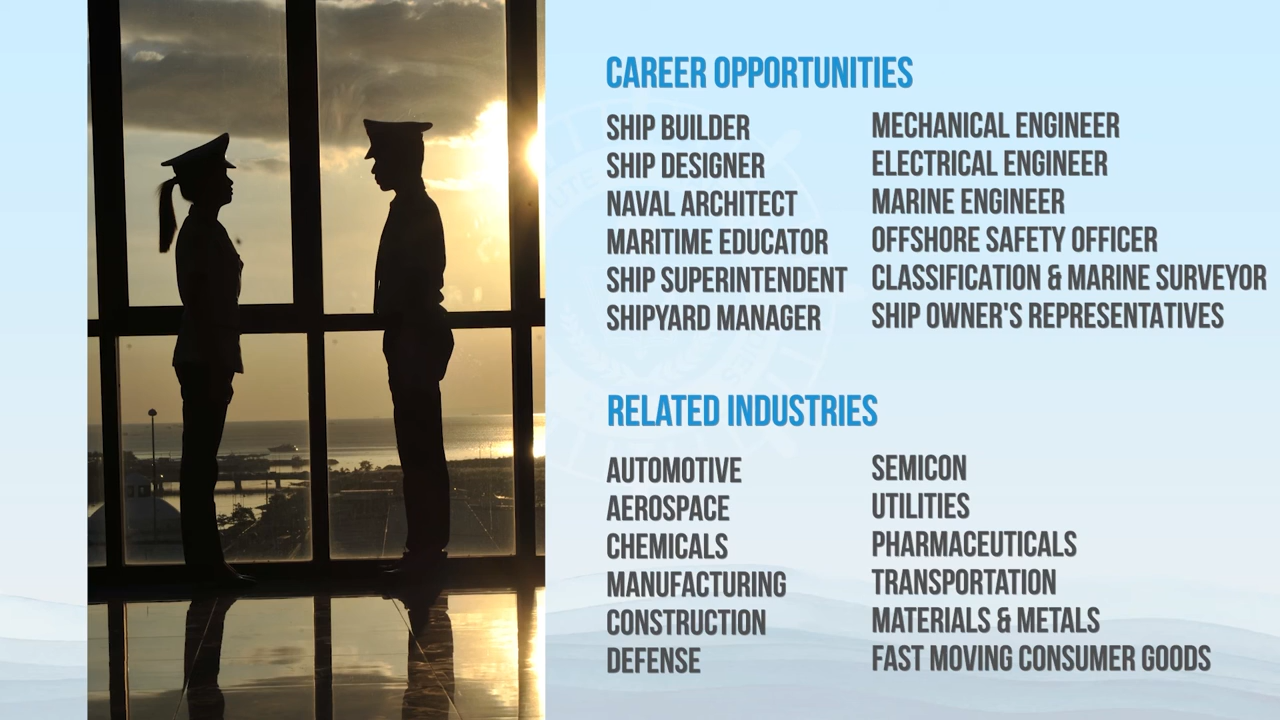 CAREER OPPORTUNITIES
SHIP BUILDER
SHIP DESIGNER
NAVAL ARCHITECT
MARITIME EDUCATOR
SHIP SUPERINTENDENT
SHIPYARD MANAGER
MECHANICAL ENGINEER
ELECTRICAL ENGINEER
MARINE ENGINEER
OFFSHORE SAFETY OFFICER
CLASSIFICATION & MARINE SURVEYOR
SHIP OWNER'S REPRESENTATIVES
RELATED INDUSTRIES
AUTOMOTIVE
AEROSPACE
CHEMICALS
MANUFACTURING
CONSTRUCTION
DEFENSE
SEMICON
UTILITIES
PHARMACEUTICALS
TRANSPORTATION
MATERIALS & METALS
FAST MOVING CONSUMER GOODS